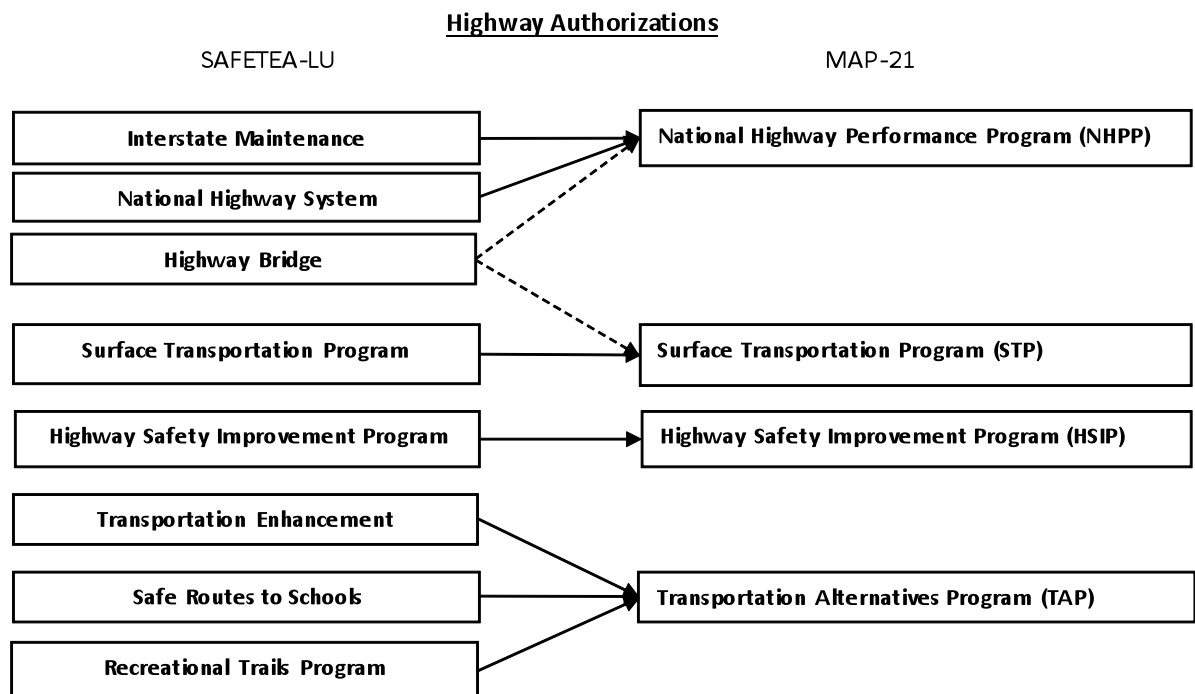 Highway Authorizations
SAFETEA-LU
MAP-21
Interstate Maintenance
National Highway Performance Program (NHPP)
National Highway System
Highway Bridge
Surface Transportation Program
Surface Transportation Program (STP)
Highway Safety Improvement Program
Highway Safety Improvement Program (HSIP)
Transportation Enhancement
Safe Routes to Schools
Transportation Alternatives Program (TAP)
Recreational Trails Program